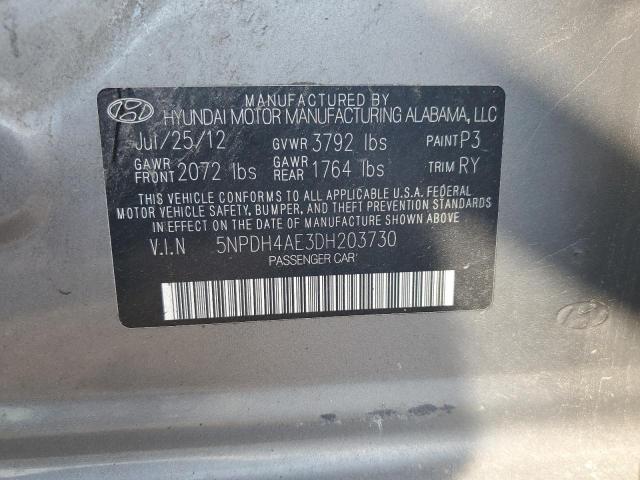 MANUFACTURED BY
HYUNDAI MOTOR MANUFACTURING ALABAMA, LLC
Jul/25/12 GVWR 3792 lbs PAINT P3
GAWR FRONT 2072 lbs GAWR REAR 1764 lbs TRIM RY
THIS VEHICLE CONFORMS TO ALL APPLICABLE U.S.A. FEDERAL
MOTOR VEHICLE SAFETY, BUMPER, AND THEFT PREVENTION STANDARDS
IN EFFECT ON THE DATE OF MANUFACTURE SHOWN ABOVE.
V.I.N 5NPDH4AE3DH203730
PASSENGER CAR